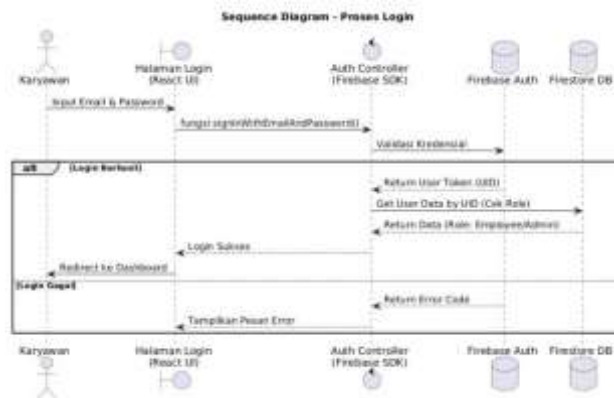 Sequence Diagram - Proses Login
Karyawan
Halaman Login
(React UI)
Auth Controller
(Firebase SDK)
Firebase Auth
Firestore DB
Input Email & Password
fungsi signInWithEmailAndPassword()
Validasi Kredensial
alt
[Login Berhasil]
Return User Token (UID)
Get User Data by UID (Cek Role)
Return Data (Role: Employee/Admin)
Login Sukses
Redirect ke Dashboard
[Login Gagal]
Return Error Code
Tampilkan Pesan Error
Karyawan
Halaman Login
(React UI)
Auth Controller
(Firebase SDK)
Firebase Auth
Firestore DB